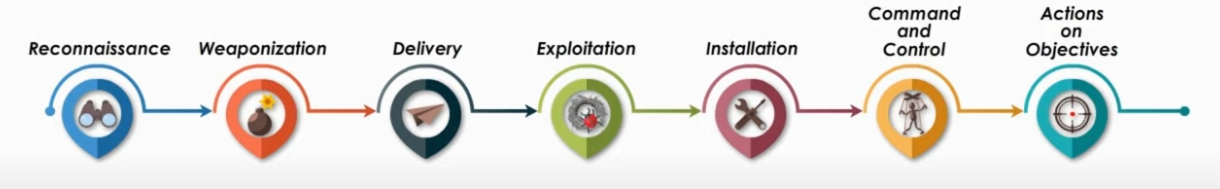 Reconnaissance
Weaponization
Delivery
Exploitation
Installation
Command
and
Control
Actions
on
Objectives